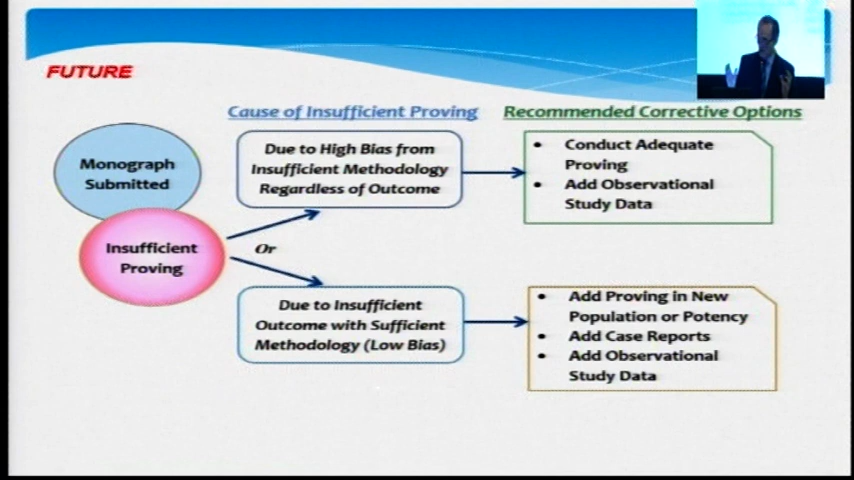 FUTURE
Cause of Insufficient Proving
Recommended Corrective Options
Monograph
Submitted
Insufficient
Proving
Due to High Bias from
Insufficient Methodology
Regardless of Outcome
• Conduct Adequate
Proving
• Add Observational
Study Data
Or
Due to Insufficient
Outcome with Sufficient
Methodology (Low Bias)
• Add Proving in New
Population or Potency
• Add Case Reports
• Add Observational
Study Data